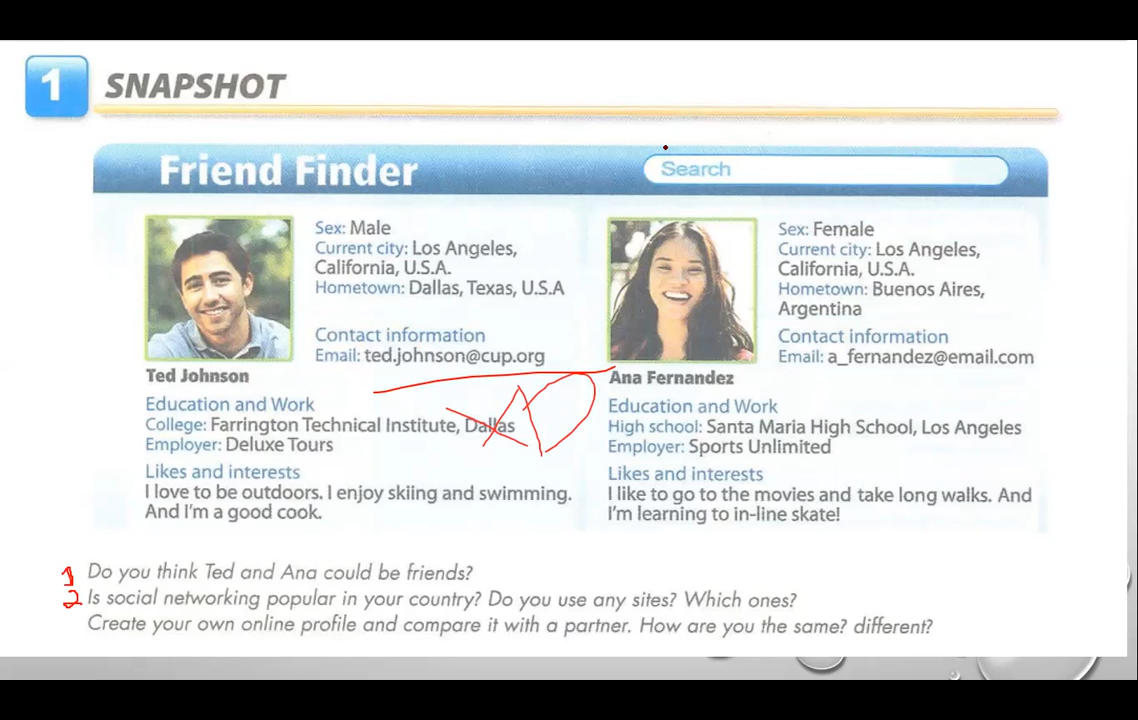 1 SNAPSHOT
Friend Finder
Search
Sex: Male
Current city: Los Angeles,
California, U.S.A.
Hometown: Dallas, Texas, U.S.A
Contact information
Email: ted.johnson@cup.org
Ted Johnson
Education and Work
College: Farrington Technical Institute, Dallas
Employer: Deluxe Tours
Likes and interests
I love to be outdoors. I enjoy skiing and swimming.
And I'm a good cook.
Sex: Female
Current city: Los Angeles,
California, U.S.A.
Hometown: Buenos Aires,
Argentina
Contact information
Email: a_fernandez@email.com
Ana Fernandez
Education and Work
High school: Santa Maria High School, Los Angeles
Employer: Sports Unlimited
Likes and interests
I like to go to the movies and take long walks. And
I'm learning to in-line skate!
XD
1 Do you think Ted and Ana could be friends?
2 Is social networking popular in your country? Do you use any sites? Which ones?
Create your own online profile and compare it with a partner. How are you the same? different?